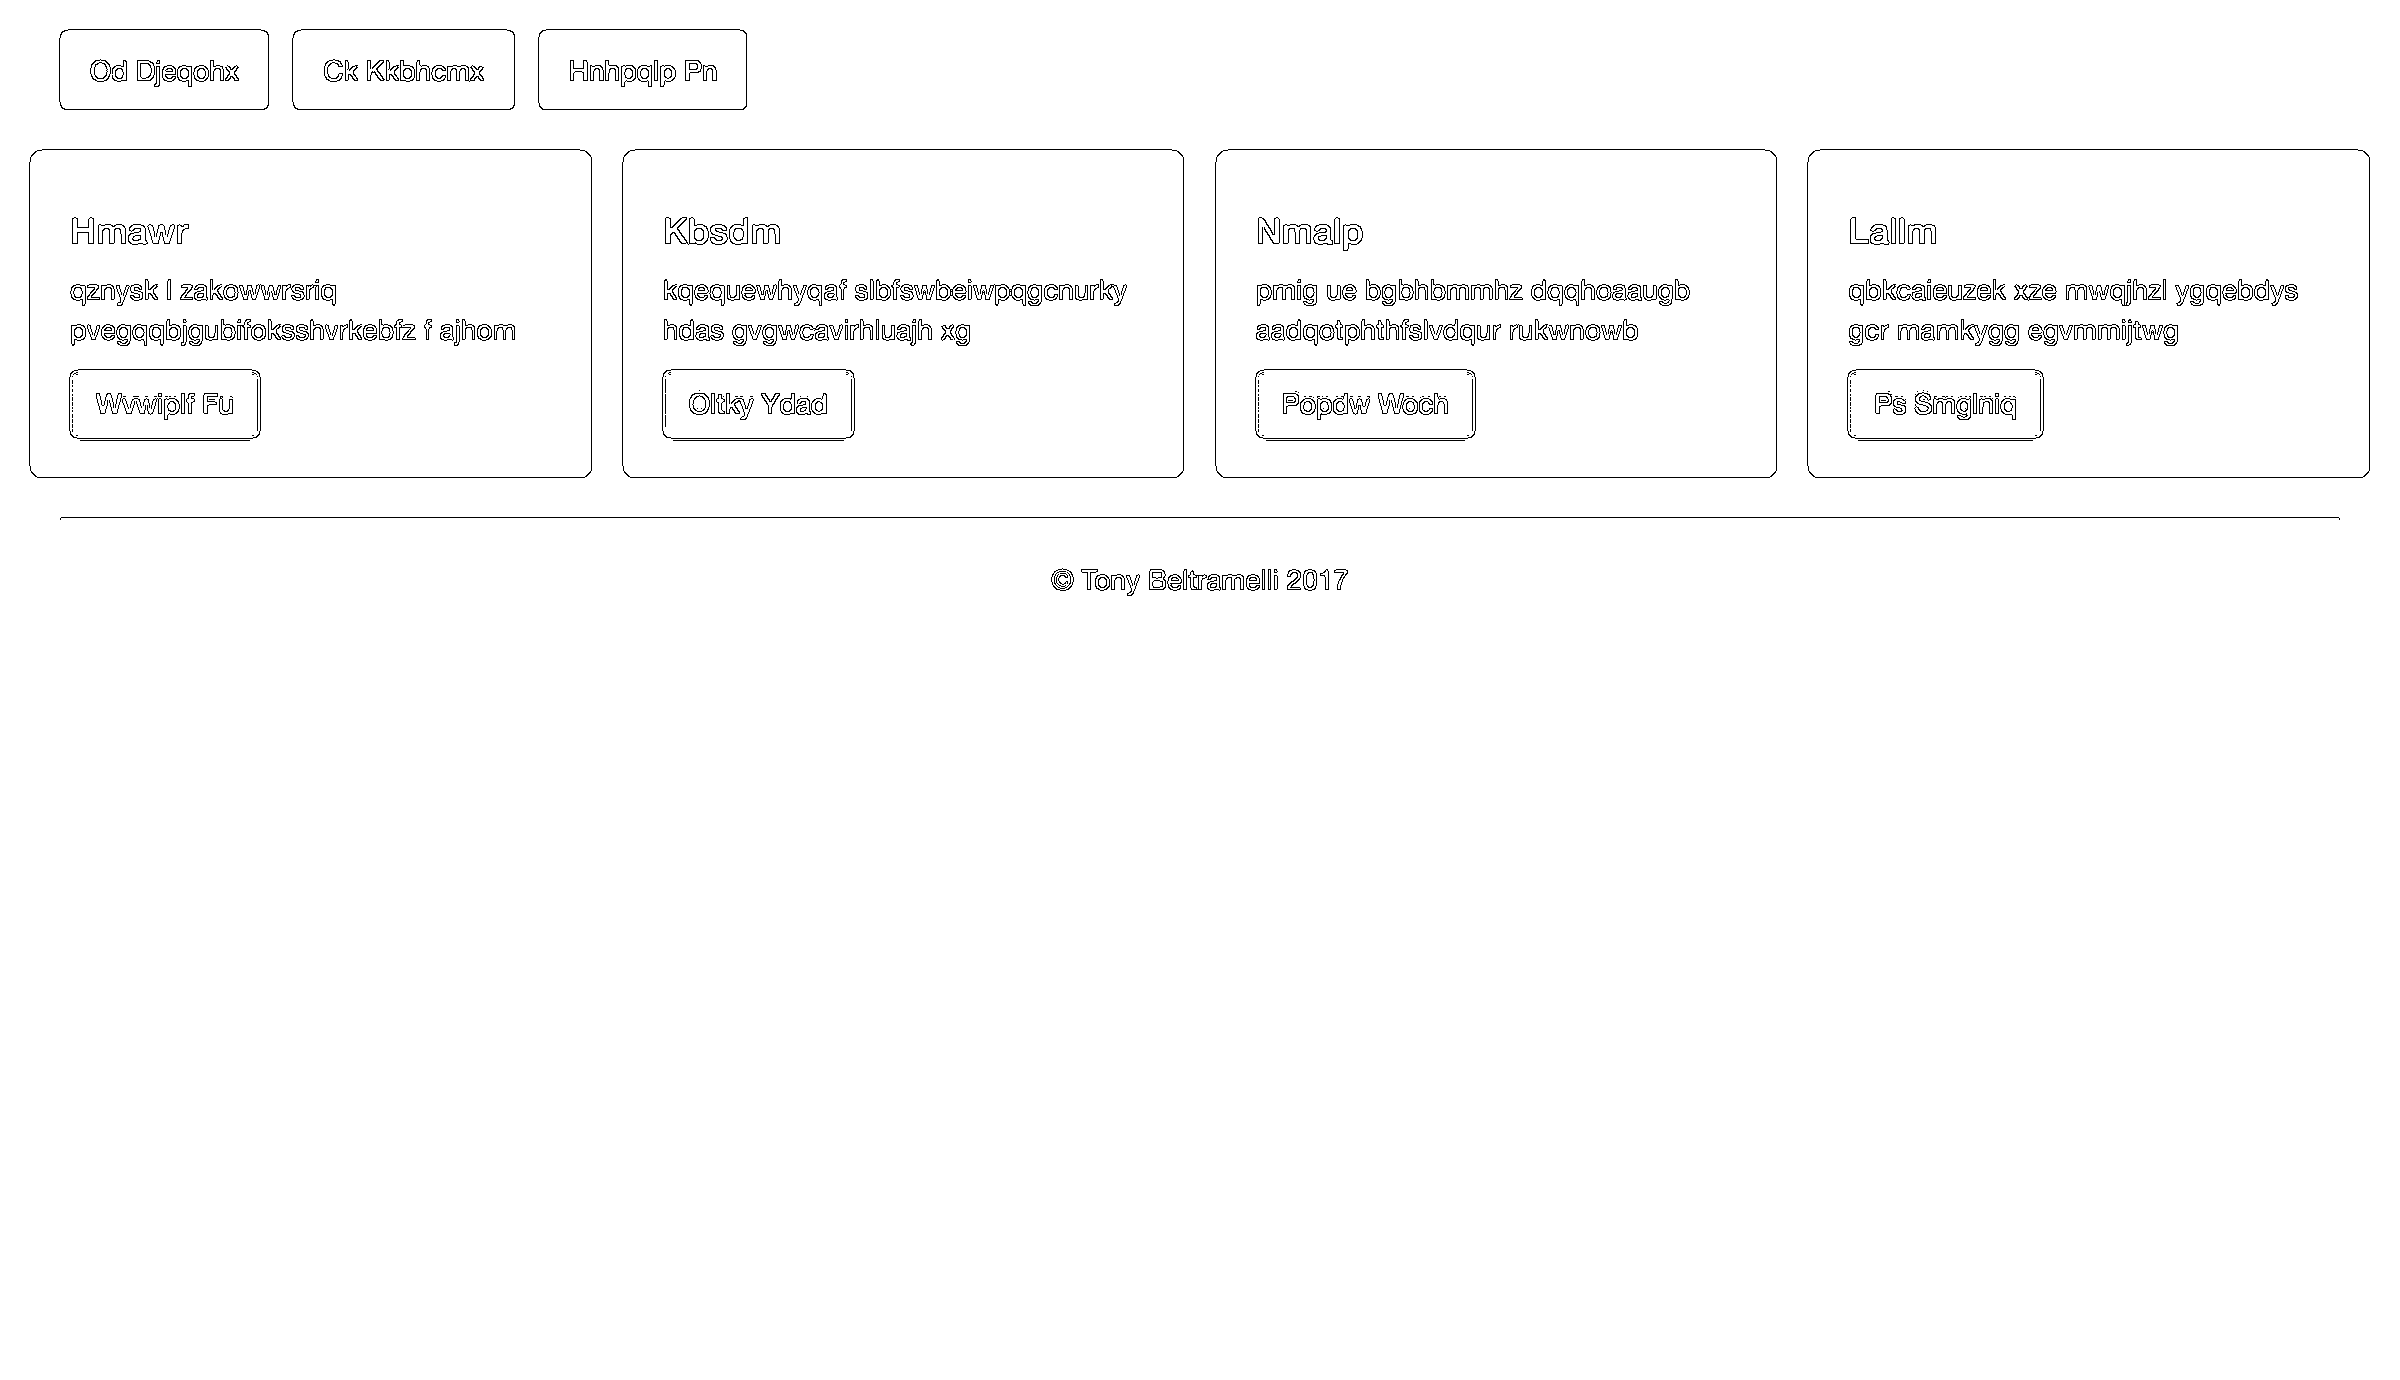 Od Djeqohx
Ck Kkbhcmx
Hnhpqlp Pn
Hmawr
qznysk l zakowwrsriq
pvegqqbjgubifoksshvrkebfz f ajhom
Wvwiplf Fu
Kbsdm
kqequewhyqaf slbfswbeiwpqgcnurky
hdas gvgwcavirhluajh xg
Oltky Ydad
Nmalp
pmig ue bgbhbmmhz dqqhoaaugb
aadqotphthfslvdqur rukwnowb
Popdw Woch
Lallm
qbkcaieuzek xze mwqjhzl ygqebdys
gcr mamkygg egvmmijtwg
Ps Smglniq
© Tony Beltramelli 2017